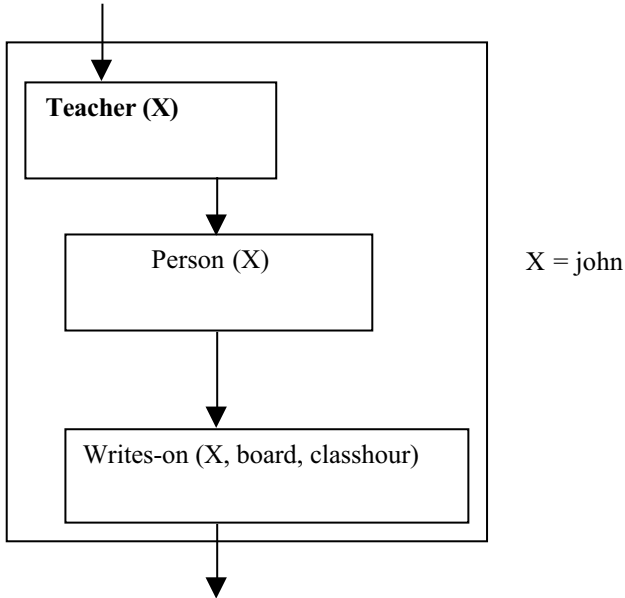 Teacher (X)
Person (X)
X = john
Writes-on (X, board, classhour)